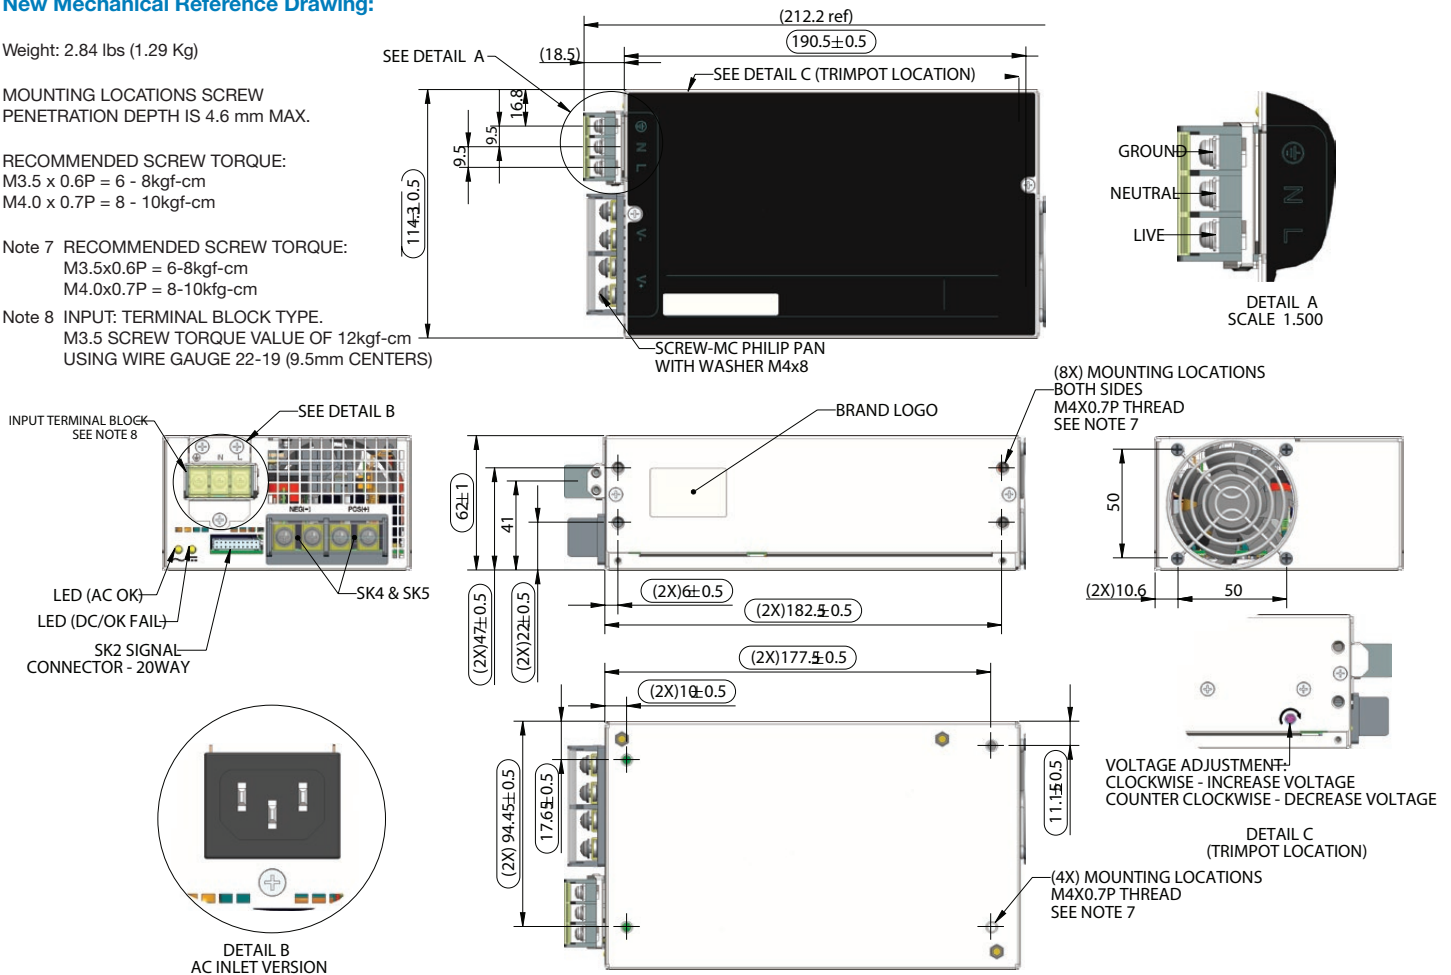 New Mechanical Reference Drawing:
Weight: 2.84 lbs (1.29 Kg)
MOUNTING LOCATIONS SCREW
PENETRATION DEPTH IS 4.6 mm MAX.
RECOMMENDED SCREW TORQUE:
M3.5 x 0.6P = 6 - 8kgf-cm
M4.0 x 0.7P = 8 - 10kgf-cm
Note 7 RECOMMENDED SCREW TORQUE:
M3.5x0.6P = 6-8kgf-cm
M4.0x0.7P = 8-10kfg-cm
Note 8 INPUT: TERMINAL BLOCK TYPE.
M3.5 SCREW TORQUE VALUE OF 12kgf-cm
USING WIRE GAUGE 22-19 (9.5mm CENTERS)
(212.2 ref)
190.5±0.5
(18.5)
SEE DETAIL A
SEE DETAIL C (TRIMPOT LOCATION)
16.8
9.5
9.5
114.3±0.5
N
L
V-
V+
SCREW-MC PHILIP PAN
WITH WASHER M4x8
GROUND
NEUTRAL
LIVE
N
L
DETAIL A
SCALE 1.500
INPUT TERMINAL BLOCK
SEE NOTE 8
SEE DETAIL B
N
L
NEG(-)
POS(+)
LED (AC OK)
LED (DC/OK FAIL)
SK2 SIGNAL
CONNECTOR - 20WAY
SK4 & SK5
BRAND LOGO
(8X) MOUNTING LOCATIONS
BOTH SIDES
M4X0.7P THREAD
SEE NOTE 7
62±1
41
(2X)47±0.5
(2X)22±0.5
(2X)6±0.5
(2X)182.5±0.5
50
(2X)10.6
50
(2X)177.5±0.5
(2X)10±0.5
(2X) 94.45±0.5
17.65±0.5
11.15±0.5
(4X) MOUNTING LOCATIONS
M4X0.7P THREAD
SEE NOTE 7
VOLTAGE ADJUSTMENT:
CLOCKWISE - INCREASE VOLTAGE
COUNTER CLOCKWISE - DECREASE VOLTAGE
DETAIL C
(TRIMPOT LOCATION)
DETAIL B
AC INLET VERSION